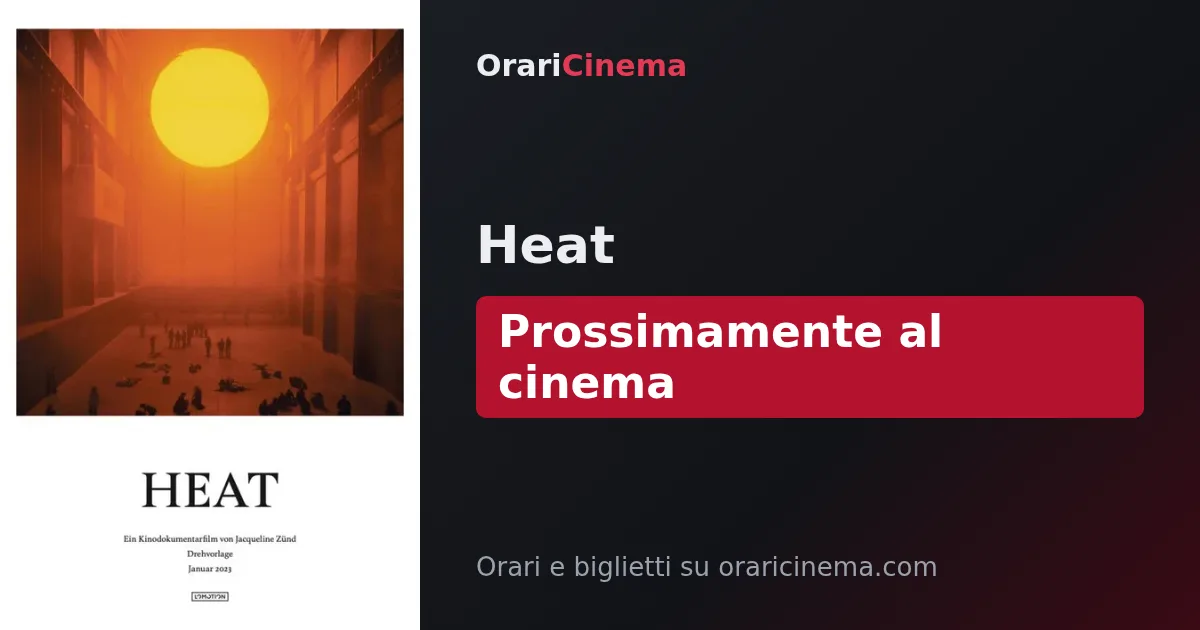 HEAT
Ein Kinodokumentarfilm von Jacqueline Zünd
Drehvorlage
Januar 2023
LOMOTION
OrariCinema
Heat
Prossimamente al
cinema
Orari e biglietti su oraricinema.com